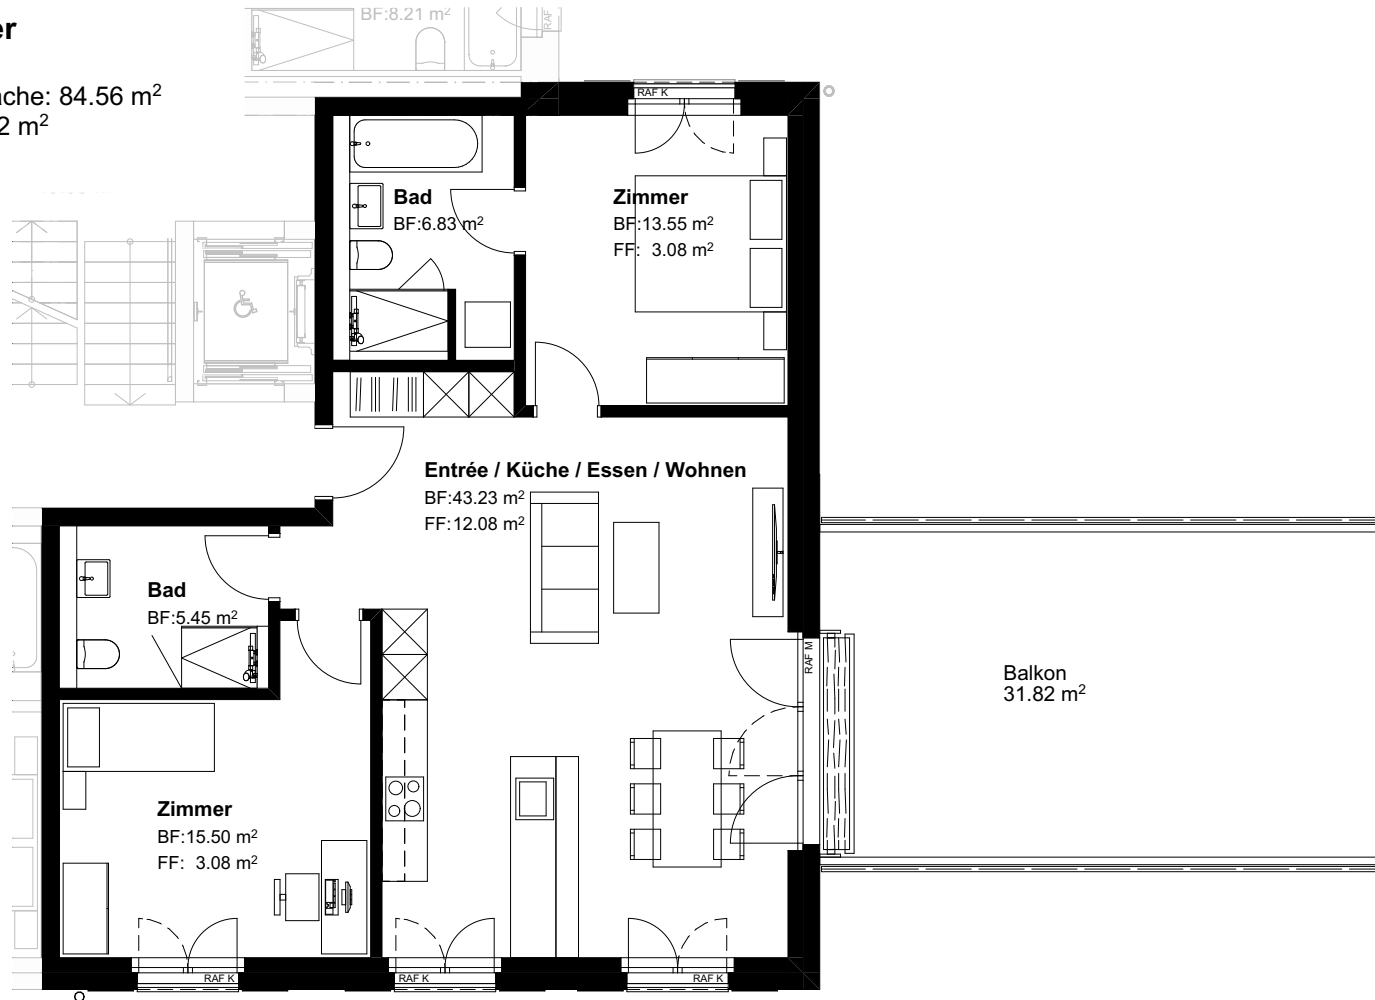 er
äche: 84.56 m²
2 m²
BF:8.21 m²
RAF
RAF K
Bad
BF:6.83 m²
Zimmer
BF:13.55 m²
FF: 3.08 m²
Entrée / Küche / Essen / Wohnen
BF:43.23 m²
FF:12.08 m²
Bad
BF:5.45 m²
RAF M
Balkon
31.82 m²
Zimmer
BF:15.50 m²
FF: 3.08 m²
RAF K
RAF K
RAF K